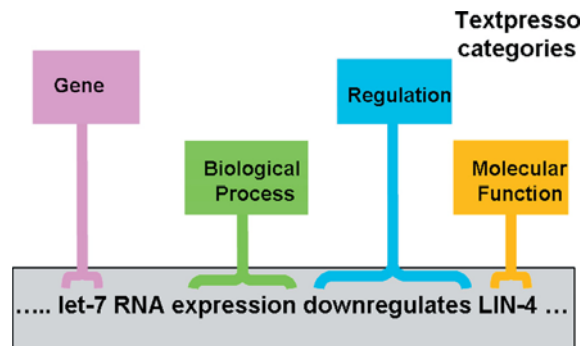 Textpresso
categories
Gene
Regulation
Biological
Process
Molecular
Function
….. let-7 RNA expression downregulates LIN-4 …